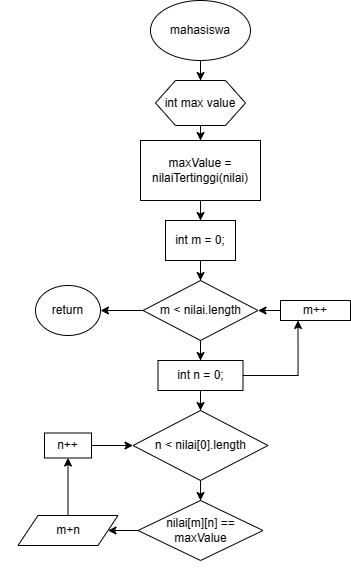 mahasiswa
int max value
maxValue =
nilaiTertinggi(nilai)
int m = 0;
return
m < nilai.length
m++
int n = 0;
n++
n < nilai[0].length
m+n
nilai[m][n] ==
maxValue